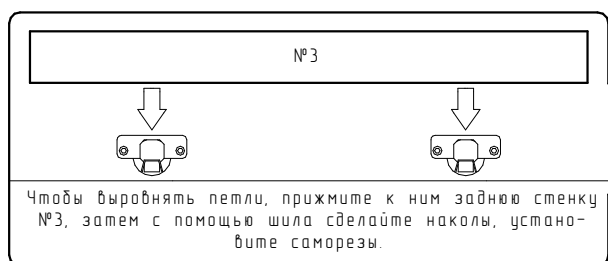 №3
Чтобы выровнять петли, прижмите к ним заднюю стенку
№3, затем с помощью шила сделайте наколы, устано-
вите саморезы.